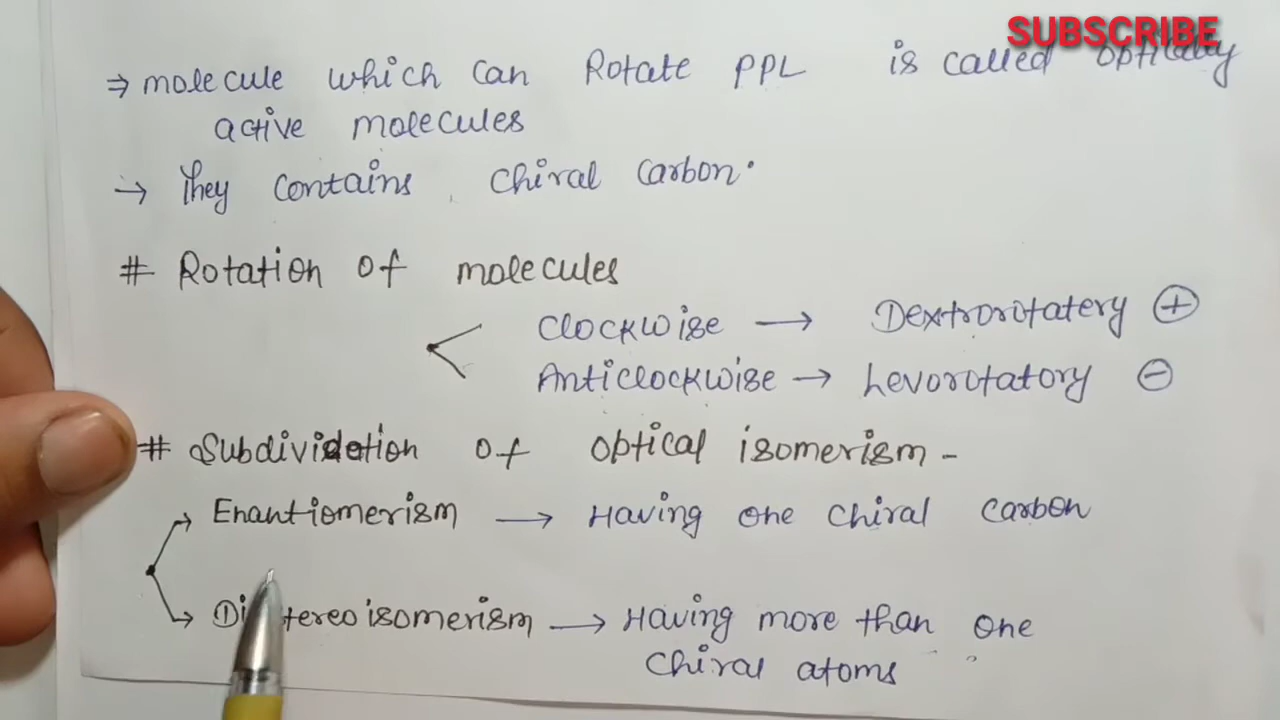 SUBSCRIBE
⇒ molecule which can Rotate PPL is called optically
active molecules
→ They contains chiral carbon.
# Rotation of molecules
Clockwise → Dextrorotatery ⊕
Anticlockwise → Levorotatory ⊖
# Subdivision of optical isomerism -
Enantiomerism → Having one chiral carbon
→ Having more than one
chiral atoms